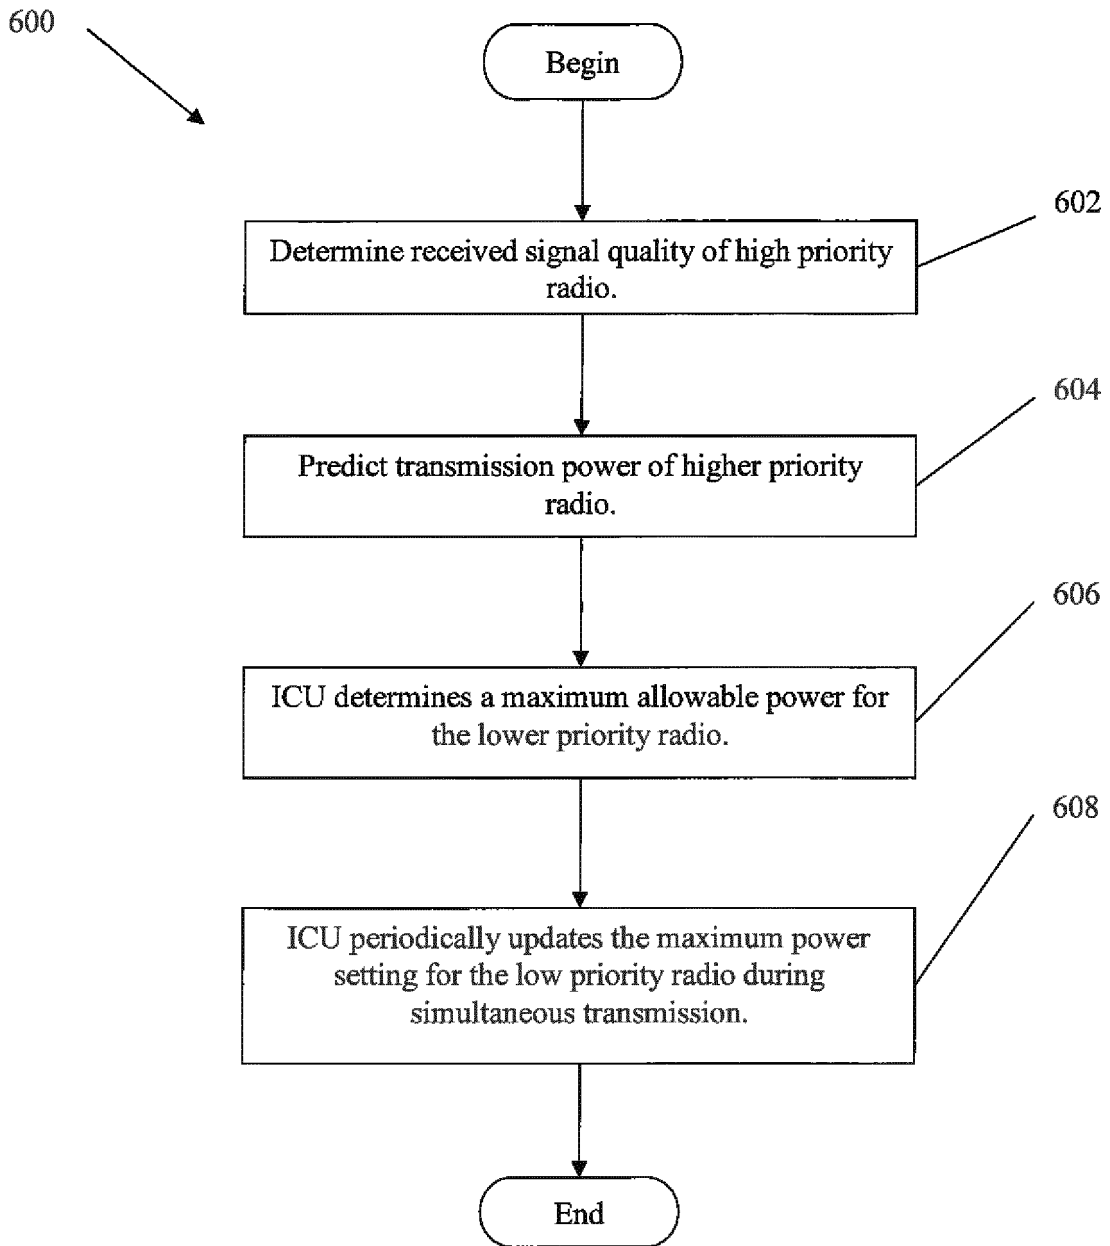 600
Begin
602
Determine received signal quality of high priority
radio.
604
Predict transmission power of higher priority
radio.
606
ICU determines a maximum allowable power for
the lower priority radio.
608
ICU periodically updates the maximum power
setting for the low priority radio during
simultaneous transmission.
End